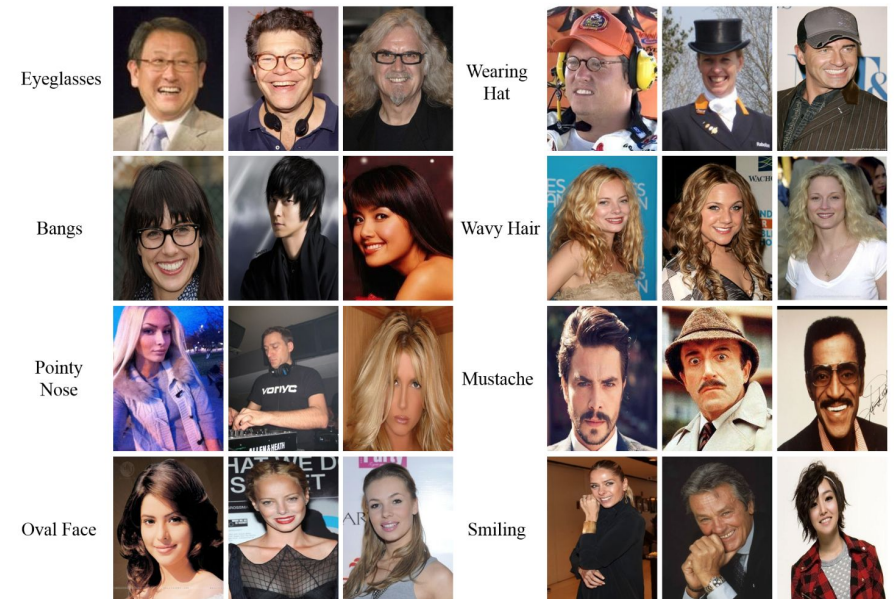 Eyeglasses
Wearing
Hat
Bangs
Wavy Hair
Pointy
Nose
Mustache
Oval Face
Smiling